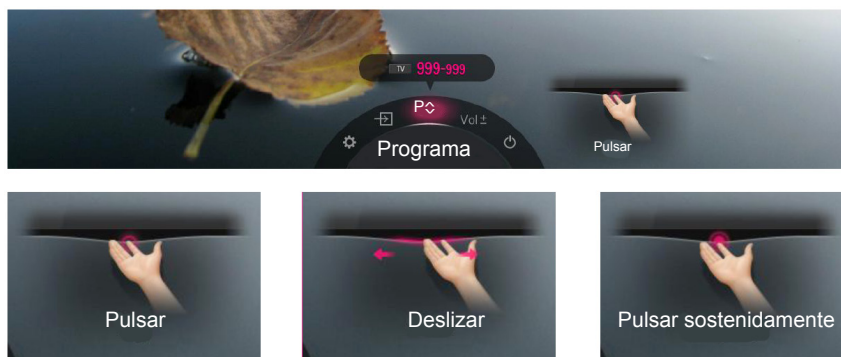 TV 999-999
P
Vol ±
Programa
Pulsar
Pulsar
Deslizar
Pulsar sostenidamente